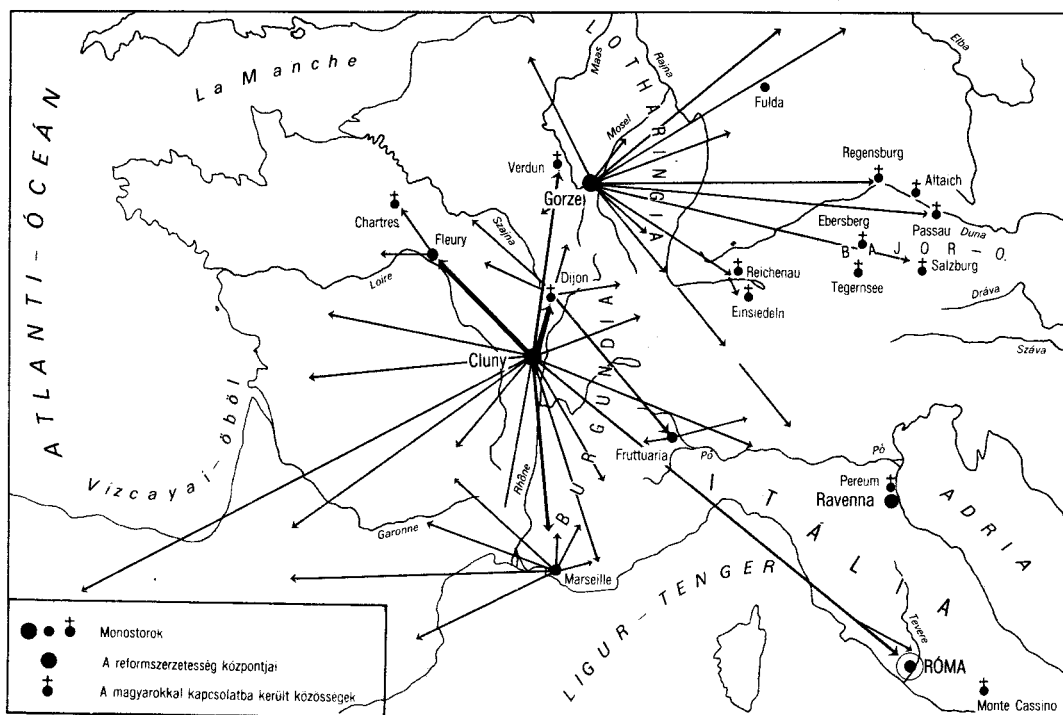 ATLANTI-ÓCEÁN
La Manche
Vizcayai-öböl
LOTHARINGIA
Maas
Rajna
Elba
Fulda
Mosel
Verdun
Gorze
Regensburg
Altaich
Passau
Duna
Ebersberg
BAJOR-O.
Salzburg
Tegernsee
Reichenau
Einsiedeln
Chartres
Fleury
Szajna
Loire
Dijon
Dráva
Száva
Cluny
BURGUNDIA
Rhône
Fruttuaria
Pó
Pó
Pereum
Ravenna
ADRIA
ITÁLIA
Garonne
Marseille
LIGUR-TENGER
Tevere
RÓMA
Monte Cassino
Monostorok
A reformszerzetesség központjai
A magyarokkal kapcsolatba került közösségek